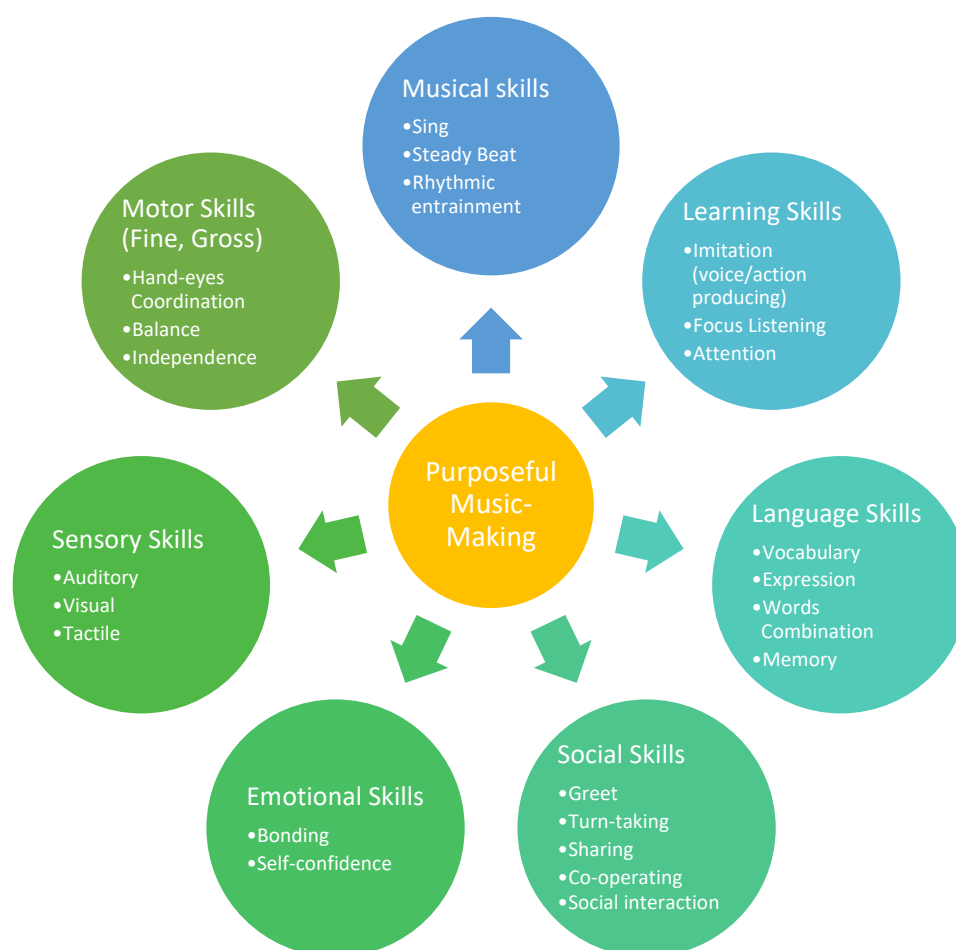 Musical skills
•Sing
•Steady Beat
•Rhythmic
entrainment
Learning Skills
•Imitation
(voice/action
producing)
•Focus Listening
•Attention
Language Skills
•Vocabulary
•Expression
•Words
Combination
•Memory
Social Skills
•Greet
•Turn-taking
•Sharing
•Co-operating
•Social interaction
Emotional Skills
•Bonding
•Self-confidence
Sensory Skills
•Auditory
•Visual
•Tactile
Motor Skills
(Fine, Gross)
•Hand-eyes
Coordination
•Balance
•Independence
Purposeful
Music-
Making